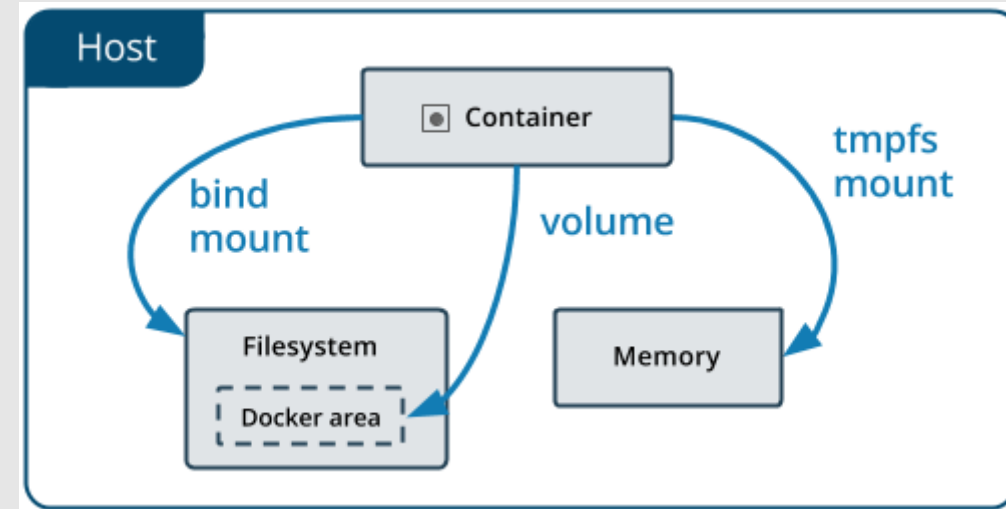 Host
Container
tmpfs
mount
bind
mount
volume
Filesystem
Memory
Docker area